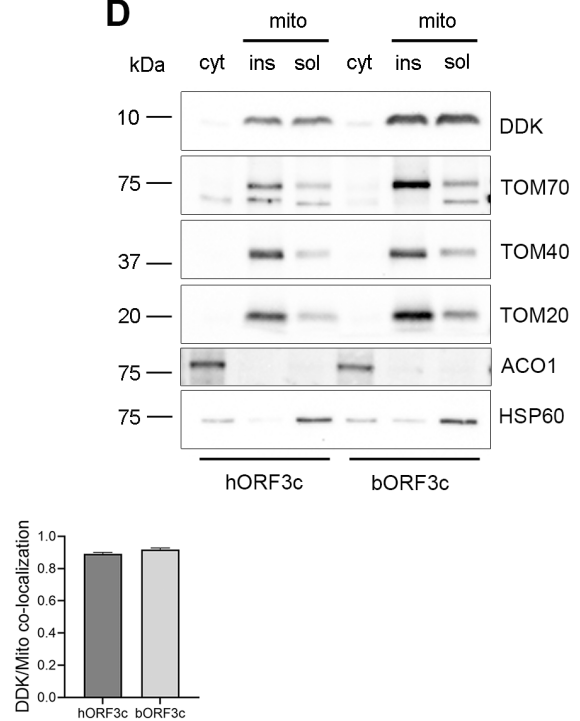 D
mito mito
kDa cyt ins sol cyt ins sol
10 DDK
75 TOM70
37 TOM40
20 TOM20
75 ACO1
75 HSP60
hORF3c bORF3c
DDK/Mito co-localization
1.0
0.8
0.6
0.4
0.2
0.0
hORF3c bORF3c